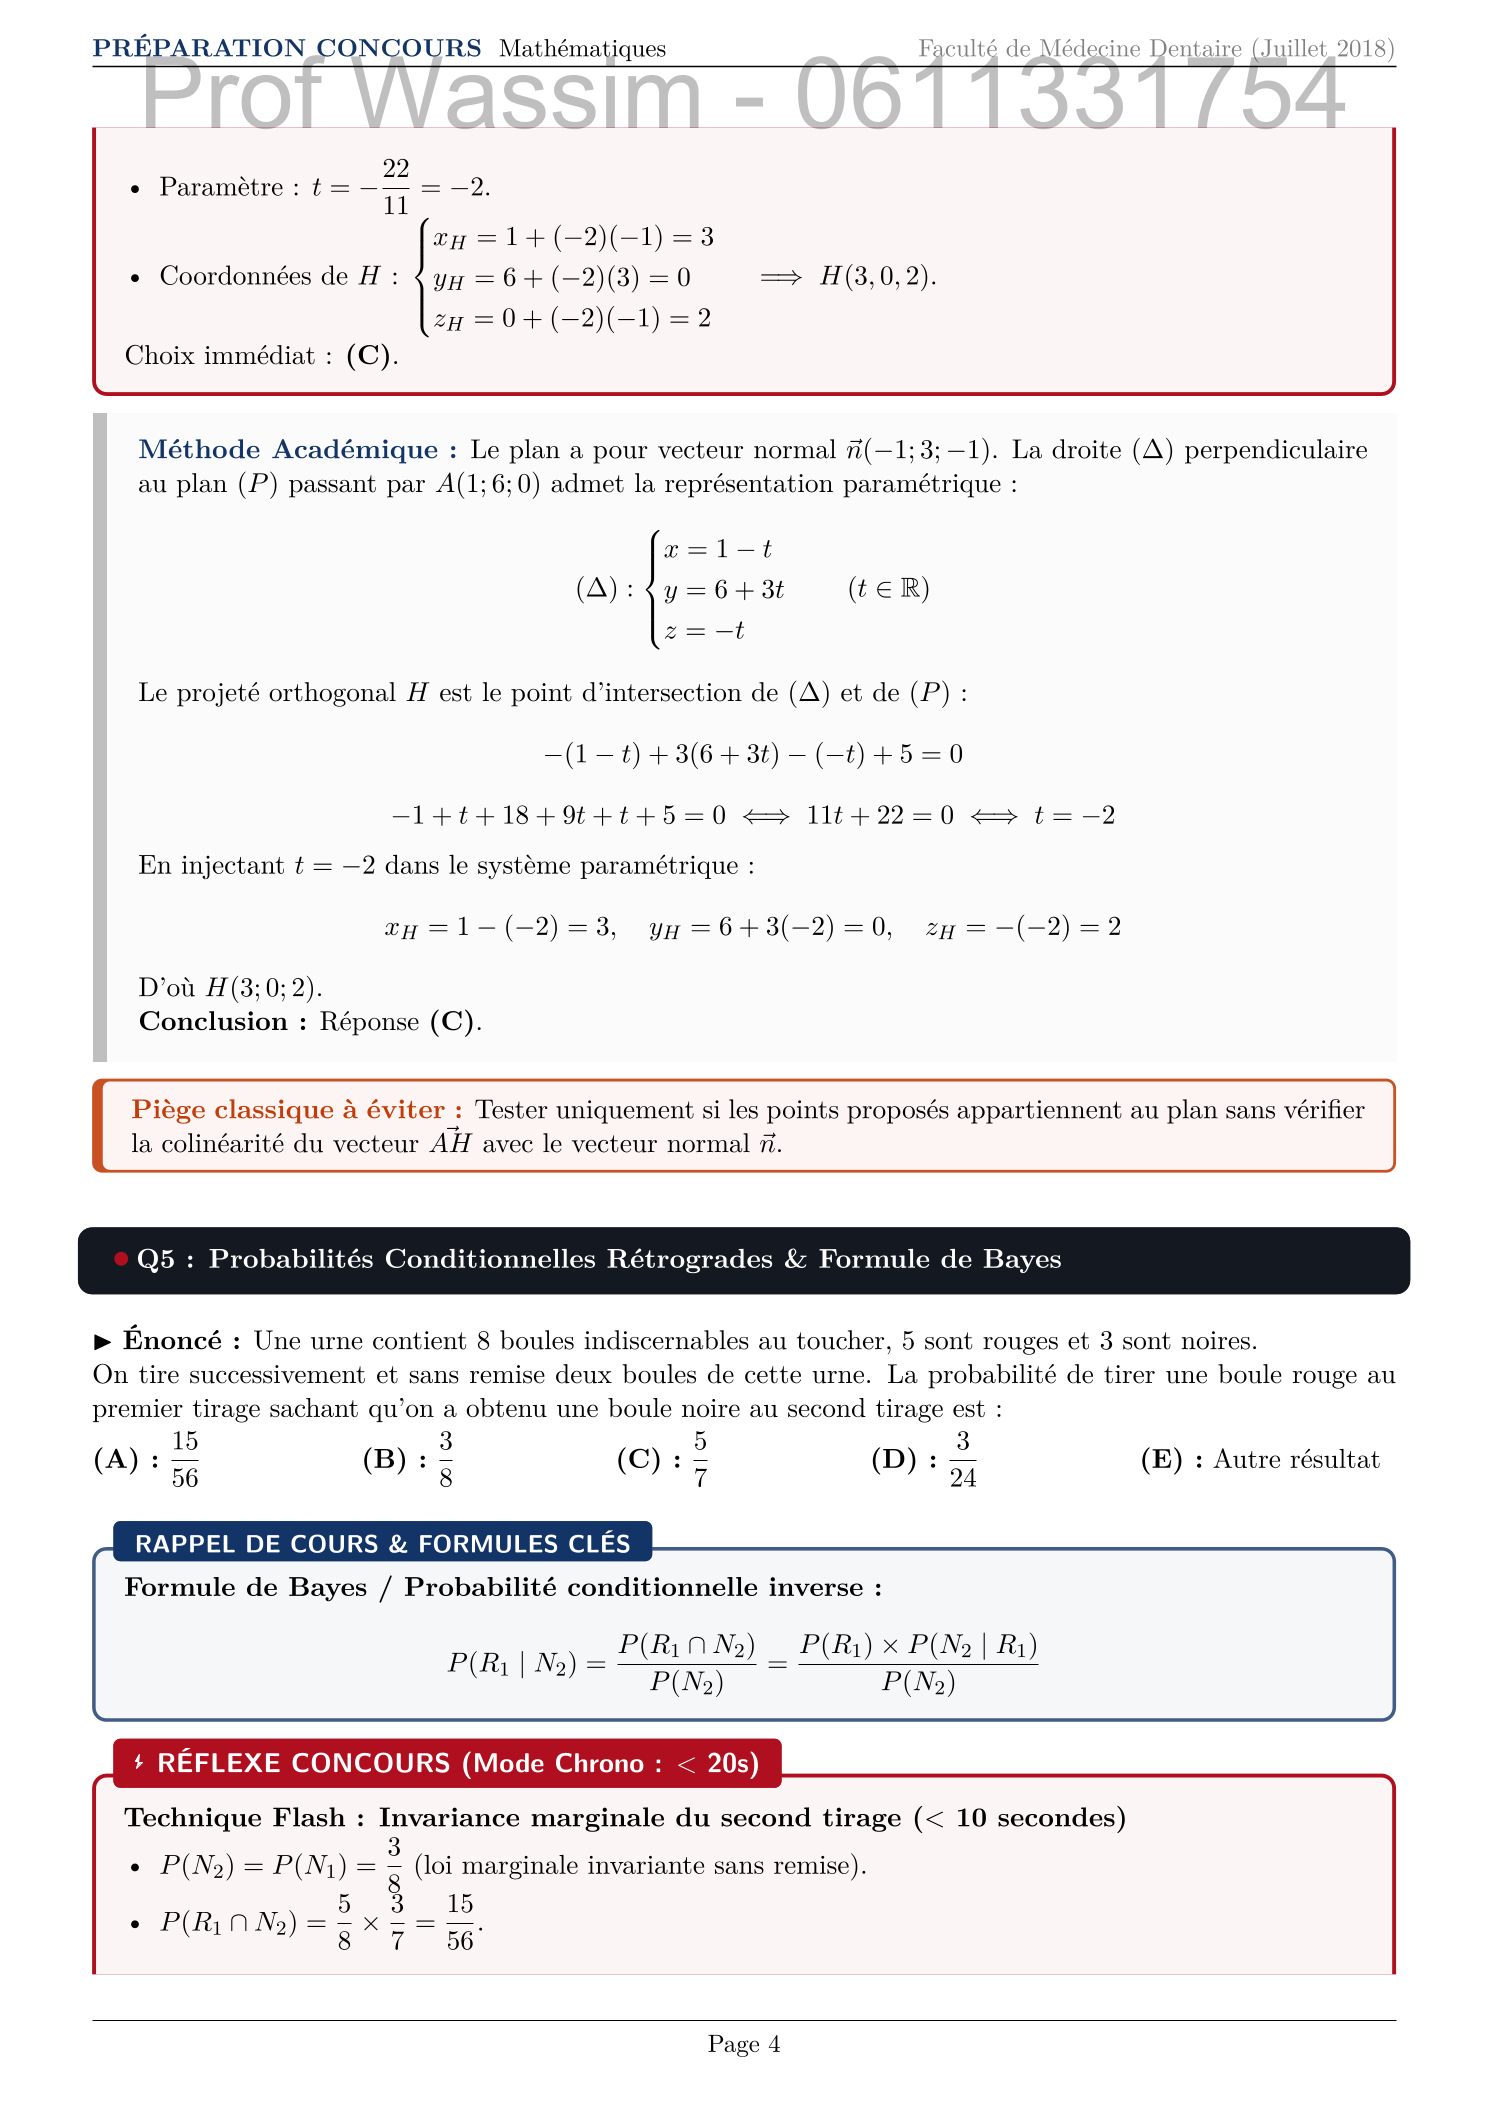 PRÉPARATION CONCOURS Mathématiques Faculté de Médecine Dentaire (Juillet 2018)
Prof Wassim - 0611331754
• Paramètre : t = −22/11 = −2.
• Coordonnées de H : { x_H = 1 + (−2)(−1) = 3
y_H = 6 + (−2)(3) = 0 ⟹ H(3, 0, 2).
z_H = 0 + (−2)(−1) = 2
Choix immédiat : (C).
Méthode Académique : Le plan a pour vecteur normal n⃗(−1; 3; −1). La droite (Δ) perpendiculaire
au plan (P) passant par A(1; 6; 0) admet la représentation paramétrique :
x = 1 − t
(Δ) : { y = 6 + 3t (t ∈ ℝ)
z = −t
Le projeté orthogonal H est le point d'intersection de (Δ) et de (P) :
−(1 − t) + 3(6 + 3t) − (−t) + 5 = 0
−1 + t + 18 + 9t + t + 5 = 0 ⟺ 11t + 22 = 0 ⟺ t = −2
En injectant t = −2 dans le système paramétrique :
x_H = 1 − (−2) = 3, y_H = 6 + 3(−2) = 0, z_H = −(−2) = 2
D'où H(3; 0; 2).
Conclusion : Réponse (C).
Piège classique à éviter : Tester uniquement si les points proposés appartiennent au plan sans vérifier
la colinéarité du vecteur AH⃗ avec le vecteur normal n⃗.
● Q5 : Probabilités Conditionnelles Rétrogrades & Formule de Bayes
▶ Énoncé : Une urne contient 8 boules indiscernables au toucher, 5 sont rouges et 3 sont noires.
On tire successivement et sans remise deux boules de cette urne. La probabilité de tirer une boule rouge au
premier tirage sachant qu'on a obtenu une boule noire au second tirage est :
(A) : 15/56 (B) : 3/8 (C) : 5/7 (D) : 3/24 (E) : Autre résultat
RAPPEL DE COURS & FORMULES CLÉS
Formule de Bayes / Probabilité conditionnelle inverse :
P(R₁ | N₂) = P(R₁ ∩ N₂)/P(N₂) = P(R₁) × P(N₂ | R₁)/P(N₂)
⚡ RÉFLEXE CONCOURS (Mode Chrono : < 20s)
Technique Flash : Invariance marginale du second tirage (< 10 secondes)
• P(N₂) = P(N₁) = 3/8 (loi marginale invariante sans remise).
• P(R₁ ∩ N₂) = 5/8 × 3/7 = 15/56.
Page 4